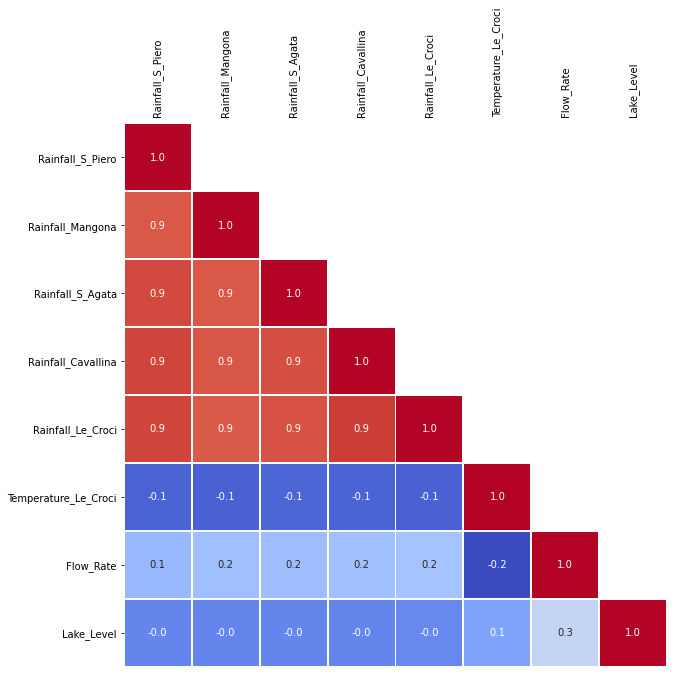 Rainfall_S_Piero
Rainfall_Mangona
Rainfall_S_Agata
Rainfall_Cavallina
Rainfall_Le_Croci
Temperature_Le_Croci
Flow_Rate
Lake_Level
Rainfall_S_Piero 1.0
Rainfall_Mangona 0.9 1.0
Rainfall_S_Agata 0.9 0.9 1.0
Rainfall_Cavallina 0.9 0.9 0.9 1.0
Rainfall_Le_Croci 0.9 0.9 0.9 0.9 1.0
Temperature_Le_Croci -0.1 -0.1 -0.1 -0.1 -0.1 1.0
Flow_Rate 0.1 0.2 0.2 0.2 0.2 -0.2 1.0
Lake_Level -0.0 -0.0 -0.0 -0.0 -0.0 0.1 0.3 1.0